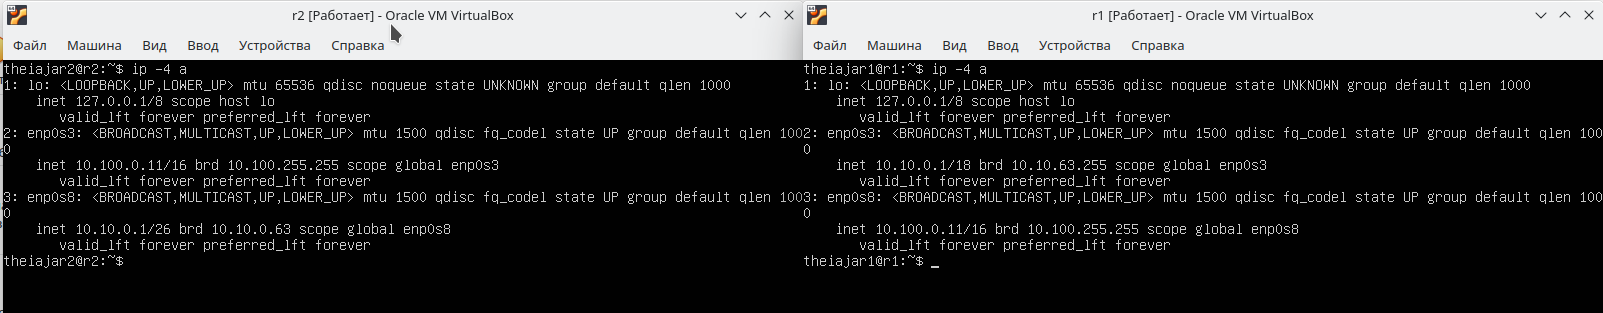 r2 [Работает] - Oracle VM VirtualBox
Файл Машина Вид Ввод Устройства Справка
theiajar2@r2:~$ ip -4 a
1: lo: <LOOPBACK,UP,LOWER_UP> mtu 65536 qdisc noqueue state UNKNOWN group default qlen 1000
    inet 127.0.0.1/8 scope host lo
       valid_lft forever preferred_lft forever
2: enp0s3: <BROADCAST,MULTICAST,UP,LOWER_UP> mtu 1500 qdisc fq_codel state UP group default qlen 100
0
    inet 10.100.0.11/16 brd 10.100.255.255 scope global enp0s3
       valid_lft forever preferred_lft forever
3: enp0s8: <BROADCAST,MULTICAST,UP,LOWER_UP> mtu 1500 qdisc fq_codel state UP group default qlen 100
0
    inet 10.10.0.1/26 brd 10.10.0.63 scope global enp0s8
       valid_lft forever preferred_lft forever
theiajar2@r2:~$
r1 [Работает] - Oracle VM VirtualBox
Файл Машина Вид Ввод Устройства Справка
theiajar1@r1:~$ ip -4 a
1: lo: <LOOPBACK,UP,LOWER_UP> mtu 65536 qdisc noqueue state UNKNOWN group default qlen 1000
    inet 127.0.0.1/8 scope host lo
       valid_lft forever preferred_lft forever
2: enp0s3: <BROADCAST,MULTICAST,UP,LOWER_UP> mtu 1500 qdisc fq_codel state UP group default qlen 100
0
    inet 10.10.0.1/18 brd 10.10.63.255 scope global enp0s3
       valid_lft forever preferred_lft forever
3: enp0s8: <BROADCAST,MULTICAST,UP,LOWER_UP> mtu 1500 qdisc fq_codel state UP group default qlen 100
0
    inet 10.100.0.11/16 brd 10.100.255.255 scope global enp0s8
       valid_lft forever preferred_lft forever
theiajar1@r1:~$ _